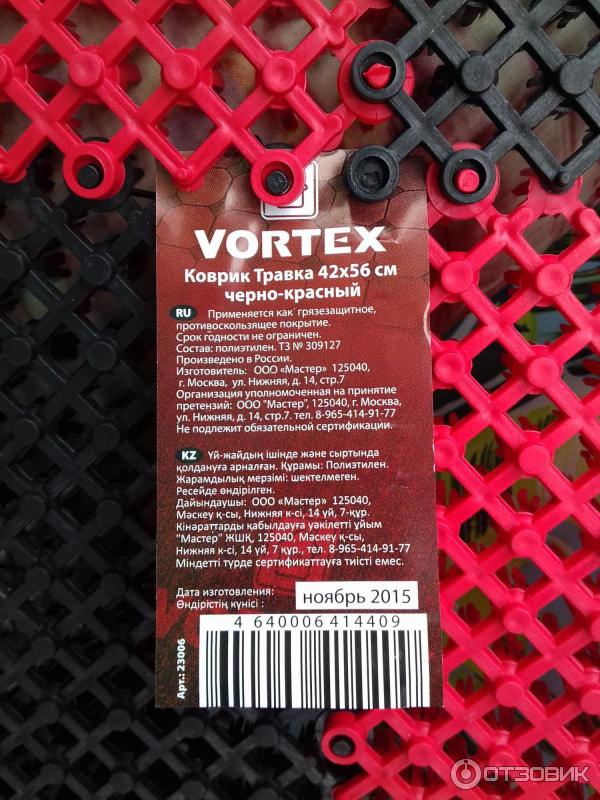 VORTEX
Коврик Травка 42x56 см
черно-красный
RU Применяется как грязезащитное,
противоскользящее покрытие.
Срок годности не ограничен.
Состав: полиэтилен. ТЗ № 309127
Произведено в России.
Изготовитель: ООО «Мастер» 125040,
г. Москва, ул. Нижняя, д. 14, стр.7
Организация уполномоченная на принятие
претензий: ООО "Мастер", 125040, г. Москва,
ул. Нижняя, д. 14, стр.7. тел. 8-965-414-91-77
Не подлежит обязательной сертификации.
KZ Үй-жайдың ішінде және сыртында
қолдануға арналған. Құрамы: Полиэтилен.
Жарамдылық мерзімі: шектелмеген.
Ресейде өндірілген.
Дайындаушы: ООО «Мастер» 125040,
Мәскеу қ-сы, Нижняя к-сі, 14 үй, 7-құр.
Кінараттарды қабылдауға уәкілетті ұйым
"Мастер" ЖШҚ, 125040, Мәскеу қ-сы,
Нижняя к-сі, 14 үй, 7 құр., тел. 8-965-414-91-77
Міндетті түрде сертификаттауға тиісті емес.
Дата изготовления:
Өндірістің күнісі :
ноябрь 2015
4 640006 414409
Арт.: 23006
ОТЗОВИК